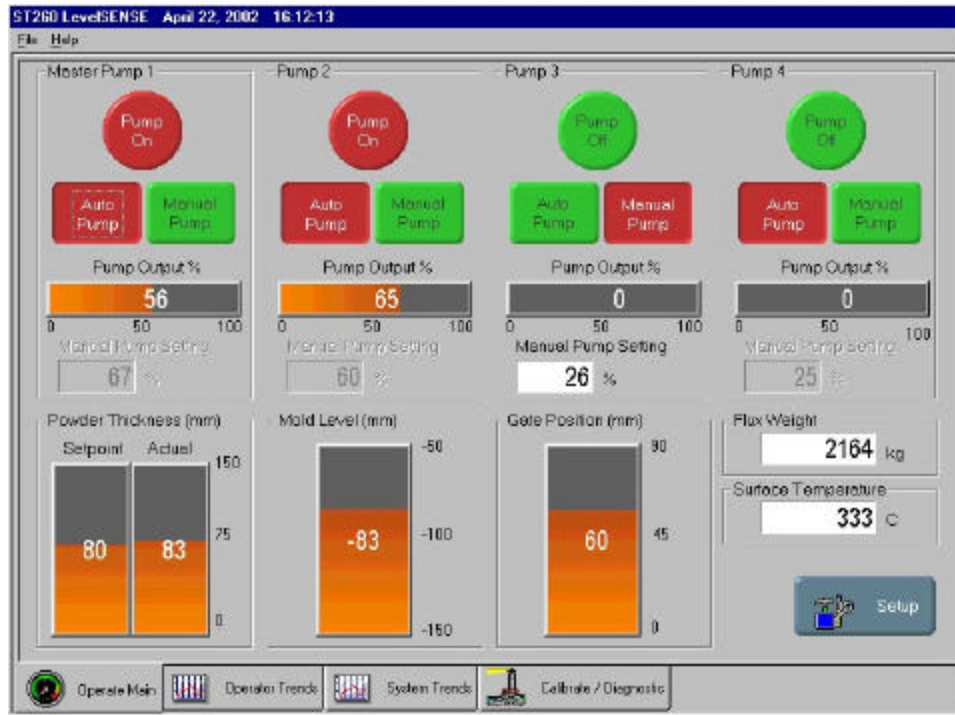 ST260 LevelSENSE April 22, 2002 16:12:13
File Help
Master Pump 1
Pump On
Auto Pump
Manual Pump
Pump Output %
56
0 50 100
Manual Pump Setting
67 %
Pump 2
Pump On
Auto Pump
Manual Pump
Pump Output %
65
0 50 100
Manual Pump Setting
60 %
Pump 3
Pump Off
Auto Pump
Manual Pump
Pump Output %
0
0 50 100
Manual Pump Setting
26 %
Pump 4
Pump Off
Auto Pump
Manual Pump
Pump Output %
0
0 50 100
Manual Pump Setting
25 %
Powder Thickness (mm)
Setpoint Actual
80 83
150
75
0
Mold Level (mm)
-83
-50
-100
-150
Gate Position (mm)
60
90
45
0
Flux Weight
2164 kg
Surface Temperature
333 C
Setup
Operate Main
Operator Trends
System Trends
Calibrate / Diagnostic